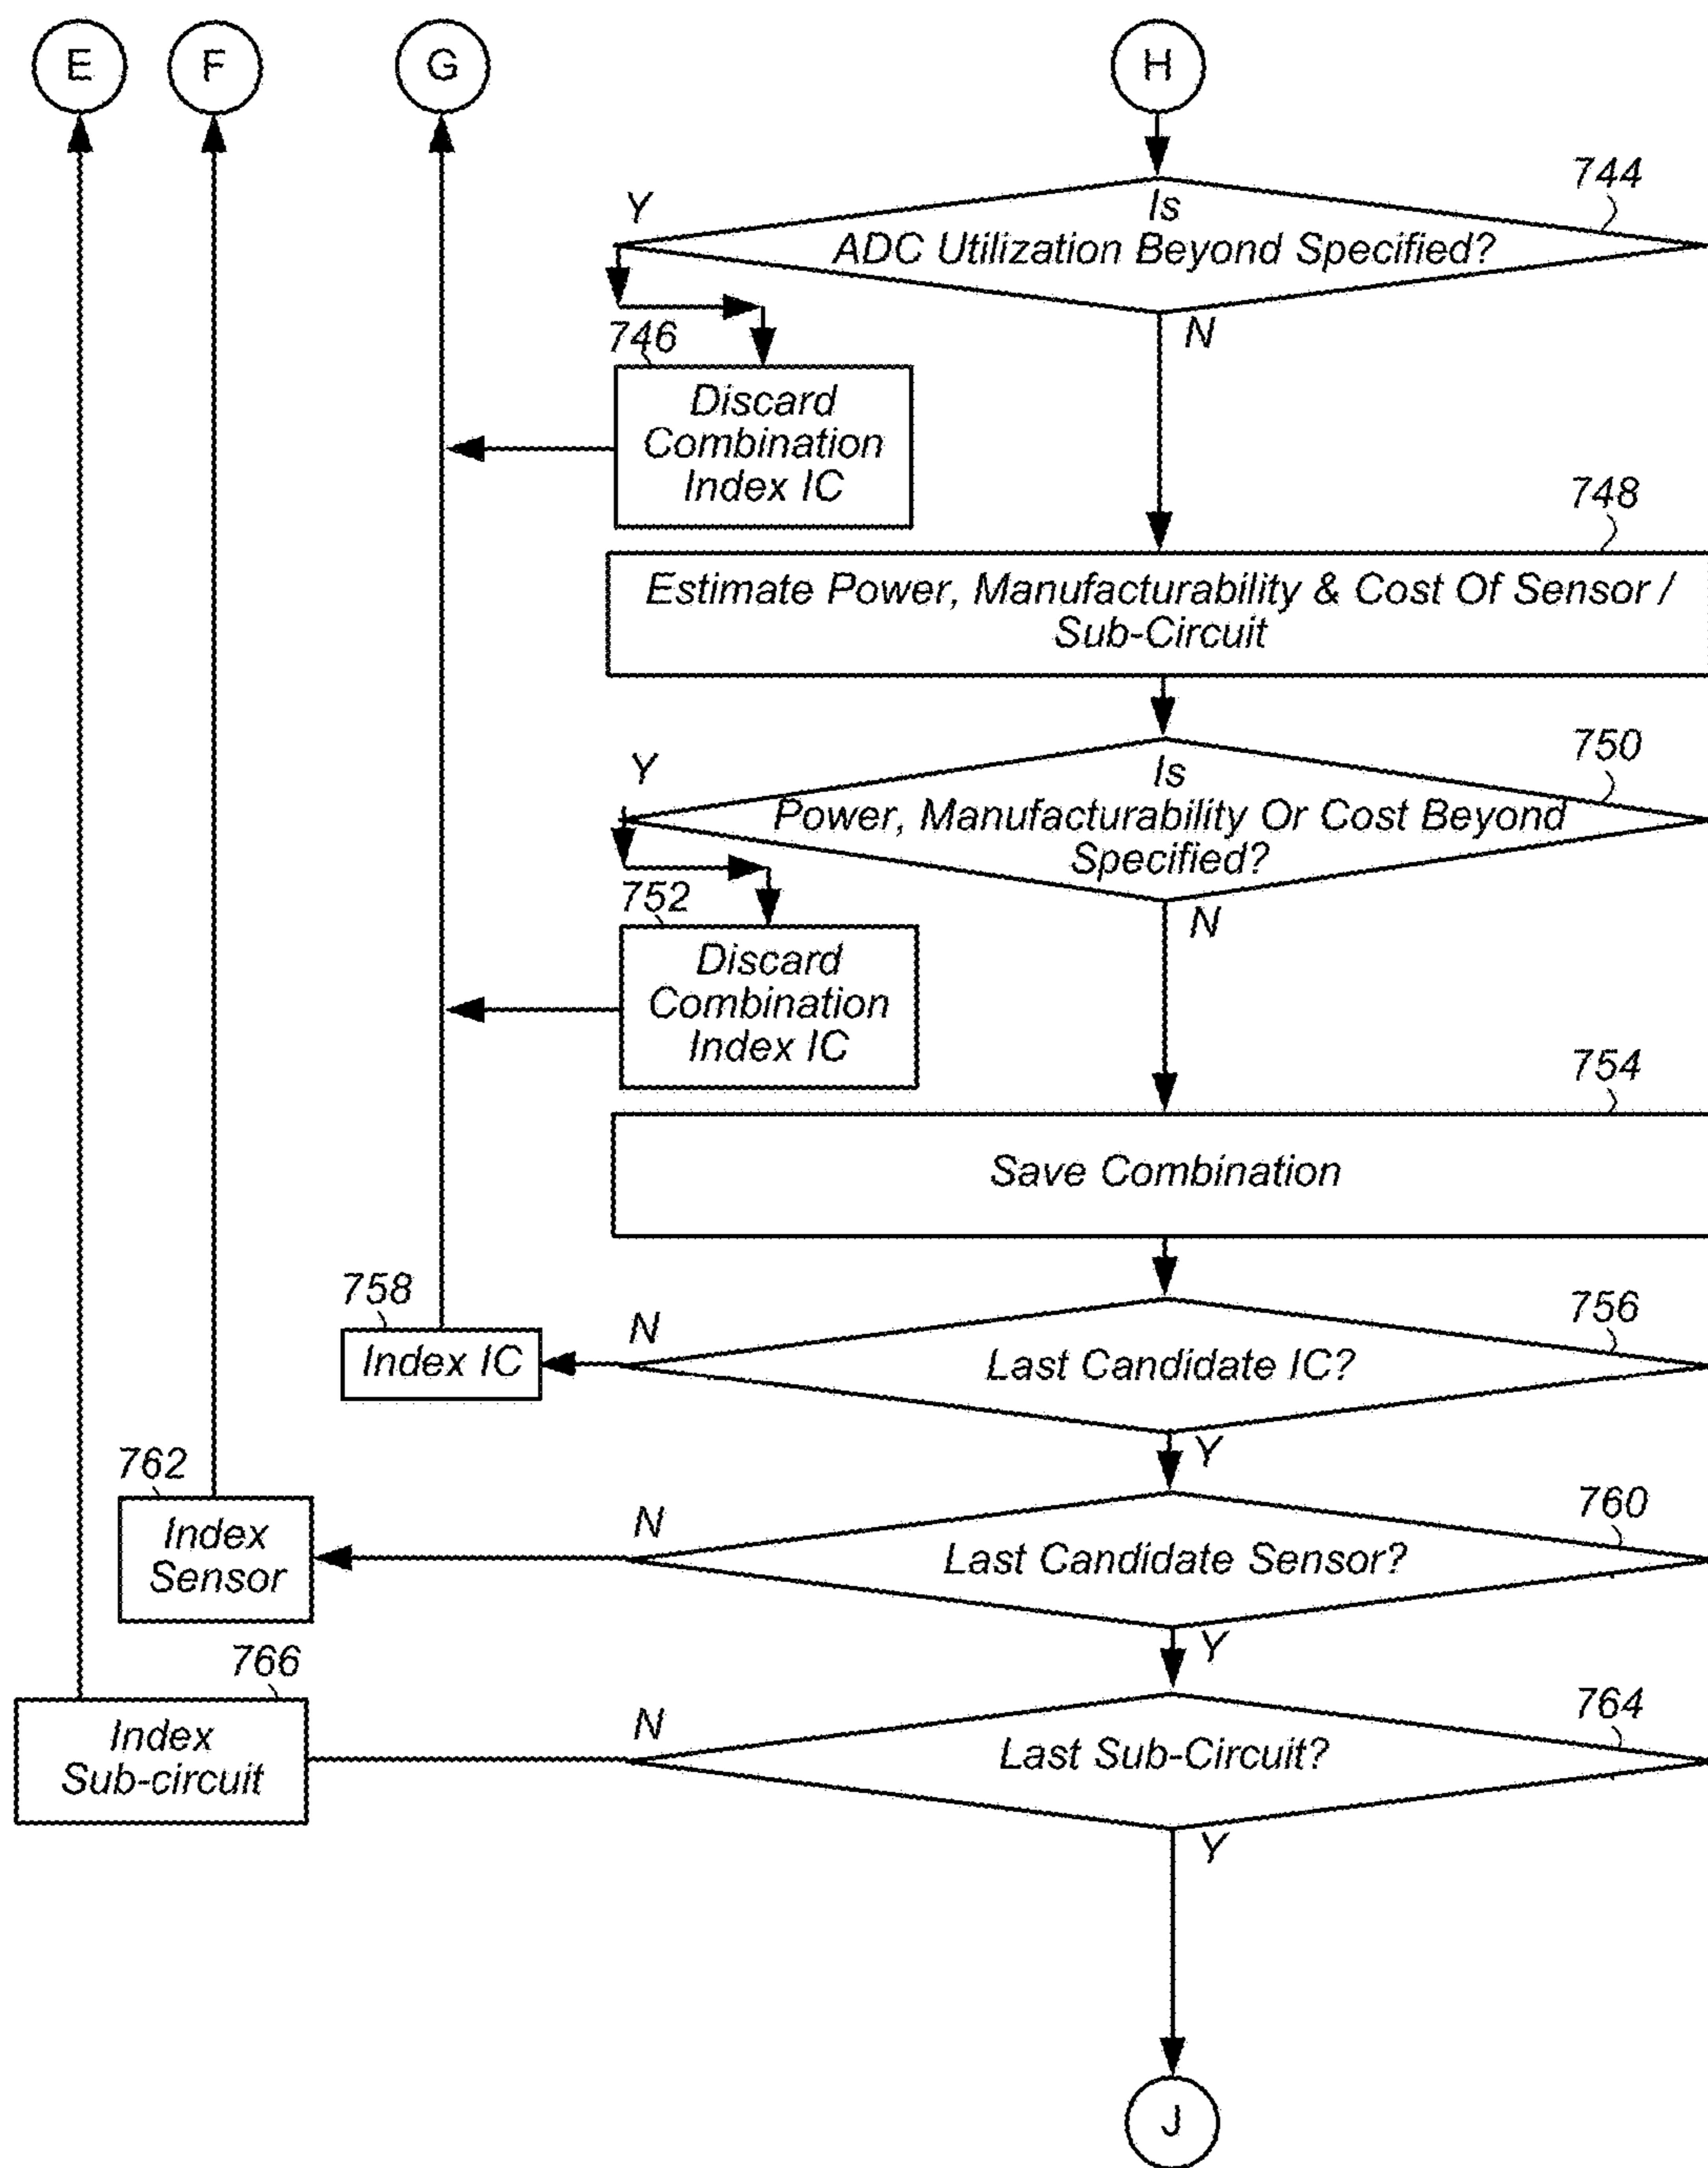 E
F
G
H
744
Y
Is
ADC Utilization Beyond Specified?
N
746
Discard
Combination
Index IC
748
Estimate Power, Manufacturability & Cost Of Sensor /
Sub-Circuit
750
Y
Is
Power, Manufacturability Or Cost Beyond
Specified?
N
752
Discard
Combination
Index IC
754
Save Combination
756
758
N
Index IC
Last Candidate IC?
Y
762
760
N
Index
Sensor
Last Candidate Sensor?
Y
766
764
N
Index
Sub-circuit
Last Sub-Circuit?
Y
J